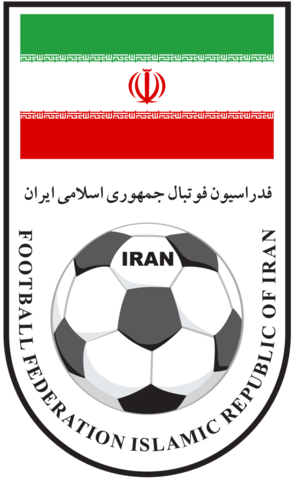 فدراسیون فوتبال جمهوری اسلامی ایران
IRAN
FOOTBALL FEDERATION ISLAMIC REPUBLIC OF IRAN